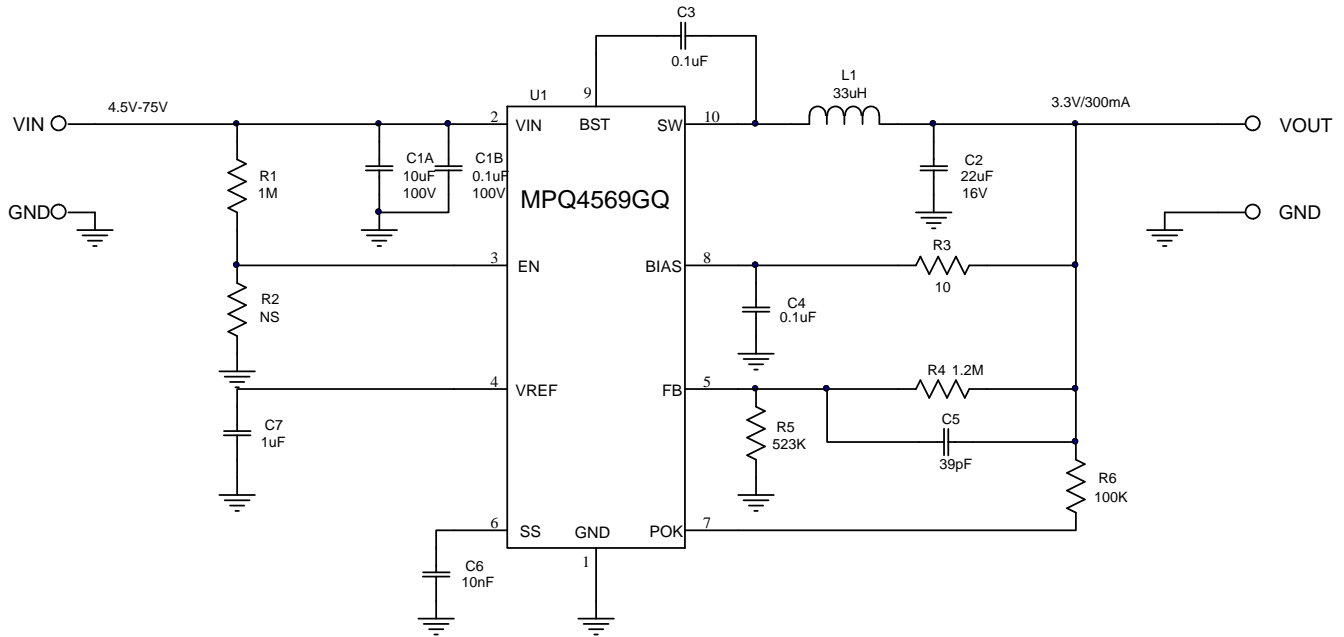 C3
0.1uF
L1
33uH
4.5V-75V
U1
9
3.3V/300mA
VIN
2
VIN
BST
SW
10
VOUT
C1A
10uF
100V
C1B
0.1uF
100V
R1
1M
C2
22uF
16V
MPQ4569GQ
GND
GND
R3
10
3
EN
BIAS
8
R2
NS
C4
0.1uF
4
VREF
FB
5
R4 1.2M
C7
1uF
R5
523K
C5
39pF
R6
100K
6
SS
GND
POK
7
1
C6
10nF